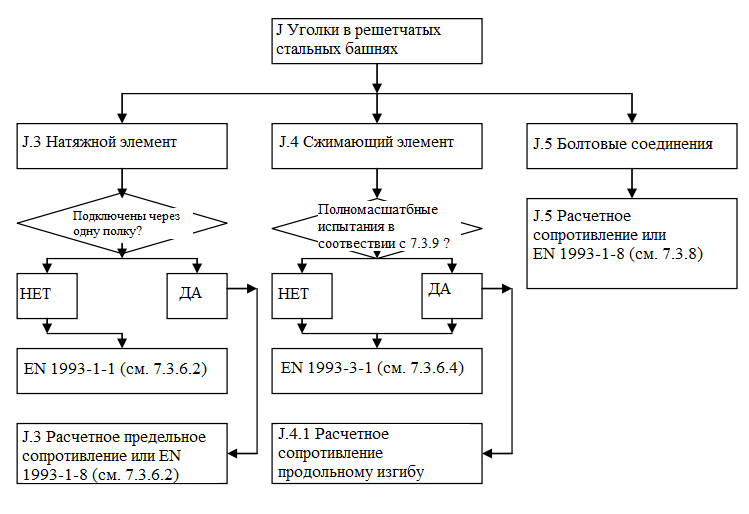 J Уголки в решетчатых
стальных башнях
J.3 Натяжной элемент
J.4 Сжимающий элемент
J.5 Болтовые соединения
Подключены через
одну полку?
Полномасшатбные
испытания в
соотвествии с 7.3.9 ?
J.5 Расчетное
сопротивление или
EN 1993-1-8 (см. 7.3.8)
НЕТ
ДА
НЕТ
ДА
EN 1993-1-1 (см. 7.3.6.2)
EN 1993-3-1 (см. 7.3.6.4)
J.3 Расчетное предельное
сопротивление или EN
1993-1-8 (см. 7.3.6.2)
J.4.1 Расчетное
сопротивление
продольному изгибу